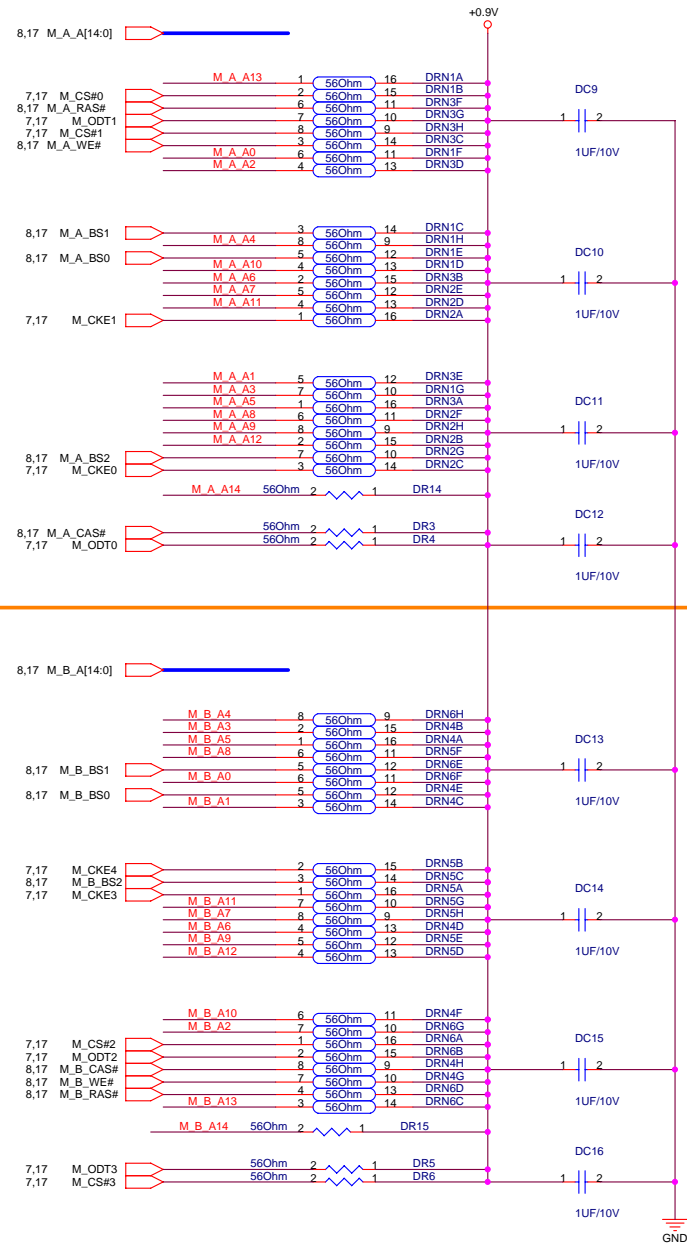 +0.9V
8,17 M_A_A[14:0]
M_A_A13 1 56Ohm 16 DRN1A
7,17 M_CS#0 2 56Ohm 15 DRN1B
8,17 M_A_RAS# 6 56Ohm 11 DRN3F
7,17 M_ODT1 7 56Ohm 10 DRN3G
7,17 M_CS#1 8 56Ohm 9 DRN3H
8,17 M_A_WE# 3 56Ohm 14 DRN3C
M_A_A0 6 56Ohm 11 DRN1F
M_A_A2 4 56Ohm 13 DRN3D
DC9
1 2
1UF/10V
8,17 M_A_BS1 3 56Ohm 14 DRN1C
M_A_A4 8 56Ohm 9 DRN1H
8,17 M_A_BS0 5 56Ohm 12 DRN1E
M_A_A10 4 56Ohm 13 DRN1D
M_A_A6 2 56Ohm 15 DRN3B
M_A_A7 5 56Ohm 12 DRN2E
M_A_A11 4 56Ohm 13 DRN2D
7,17 M_CKE1 1 56Ohm 16 DRN2A
DC10
1 2
1UF/10V
M_A_A1 5 56Ohm 12 DRN3E
M_A_A3 7 56Ohm 10 DRN1G
M_A_A5 1 56Ohm 16 DRN3A
M_A_A8 6 56Ohm 11 DRN2F
M_A_A9 8 56Ohm 9 DRN2H
M_A_A12 2 56Ohm 15 DRN2B
8,17 M_A_BS2 7 56Ohm 10 DRN2G
7,17 M_CKE0 3 56Ohm 14 DRN2C
DC11
1 2
1UF/10V
M_A_A14 56Ohm 2 1 DR14
8,17 M_A_CAS# 56Ohm 2 1 DR3
7,17 M_ODT0 56Ohm 2 1 DR4
DC12
1 2
1UF/10V
8,17 M_B_A[14:0]
M_B_A4 8 56Ohm 9 DRN6H
M_B_A3 2 56Ohm 15 DRN4B
M_B_A5 1 56Ohm 16 DRN4A
M_B_A8 6 56Ohm 11 DRN5F
8,17 M_B_BS1 5 56Ohm 12 DRN6E
M_B_A0 6 56Ohm 11 DRN6F
8,17 M_B_BS0 5 56Ohm 12 DRN4E
M_B_A1 3 56Ohm 14 DRN4C
DC13
1 2
1UF/10V
7,17 M_CKE4 2 56Ohm 15 DRN5B
8,17 M_B_BS2 3 56Ohm 14 DRN5C
7,17 M_CKE3 1 56Ohm 16 DRN5A
M_B_A11 7 56Ohm 10 DRN5G
M_B_A7 8 56Ohm 9 DRN5H
M_B_A6 4 56Ohm 13 DRN4D
M_B_A9 5 56Ohm 12 DRN5E
M_B_A12 4 56Ohm 13 DRN5D
DC14
1 2
1UF/10V
M_B_A10 6 56Ohm 11 DRN4F
M_B_A2 7 56Ohm 10 DRN6G
7,17 M_CS#2 1 56Ohm 16 DRN6A
7,17 M_ODT2 2 56Ohm 15 DRN6B
8,17 M_B_CAS# 8 56Ohm 9 DRN4H
8,17 M_B_WE# 7 56Ohm 10 DRN4G
8,17 M_B_RAS# 4 56Ohm 13 DRN6D
M_B_A13 3 56Ohm 14 DRN6C
DC15
1 2
1UF/10V
M_B_A14 56Ohm 2 1 DR15
7,17 M_ODT3 56Ohm 2 1 DR5
7,17 M_CS#3 56Ohm 2 1 DR6
DC16
1 2
1UF/10V
GND